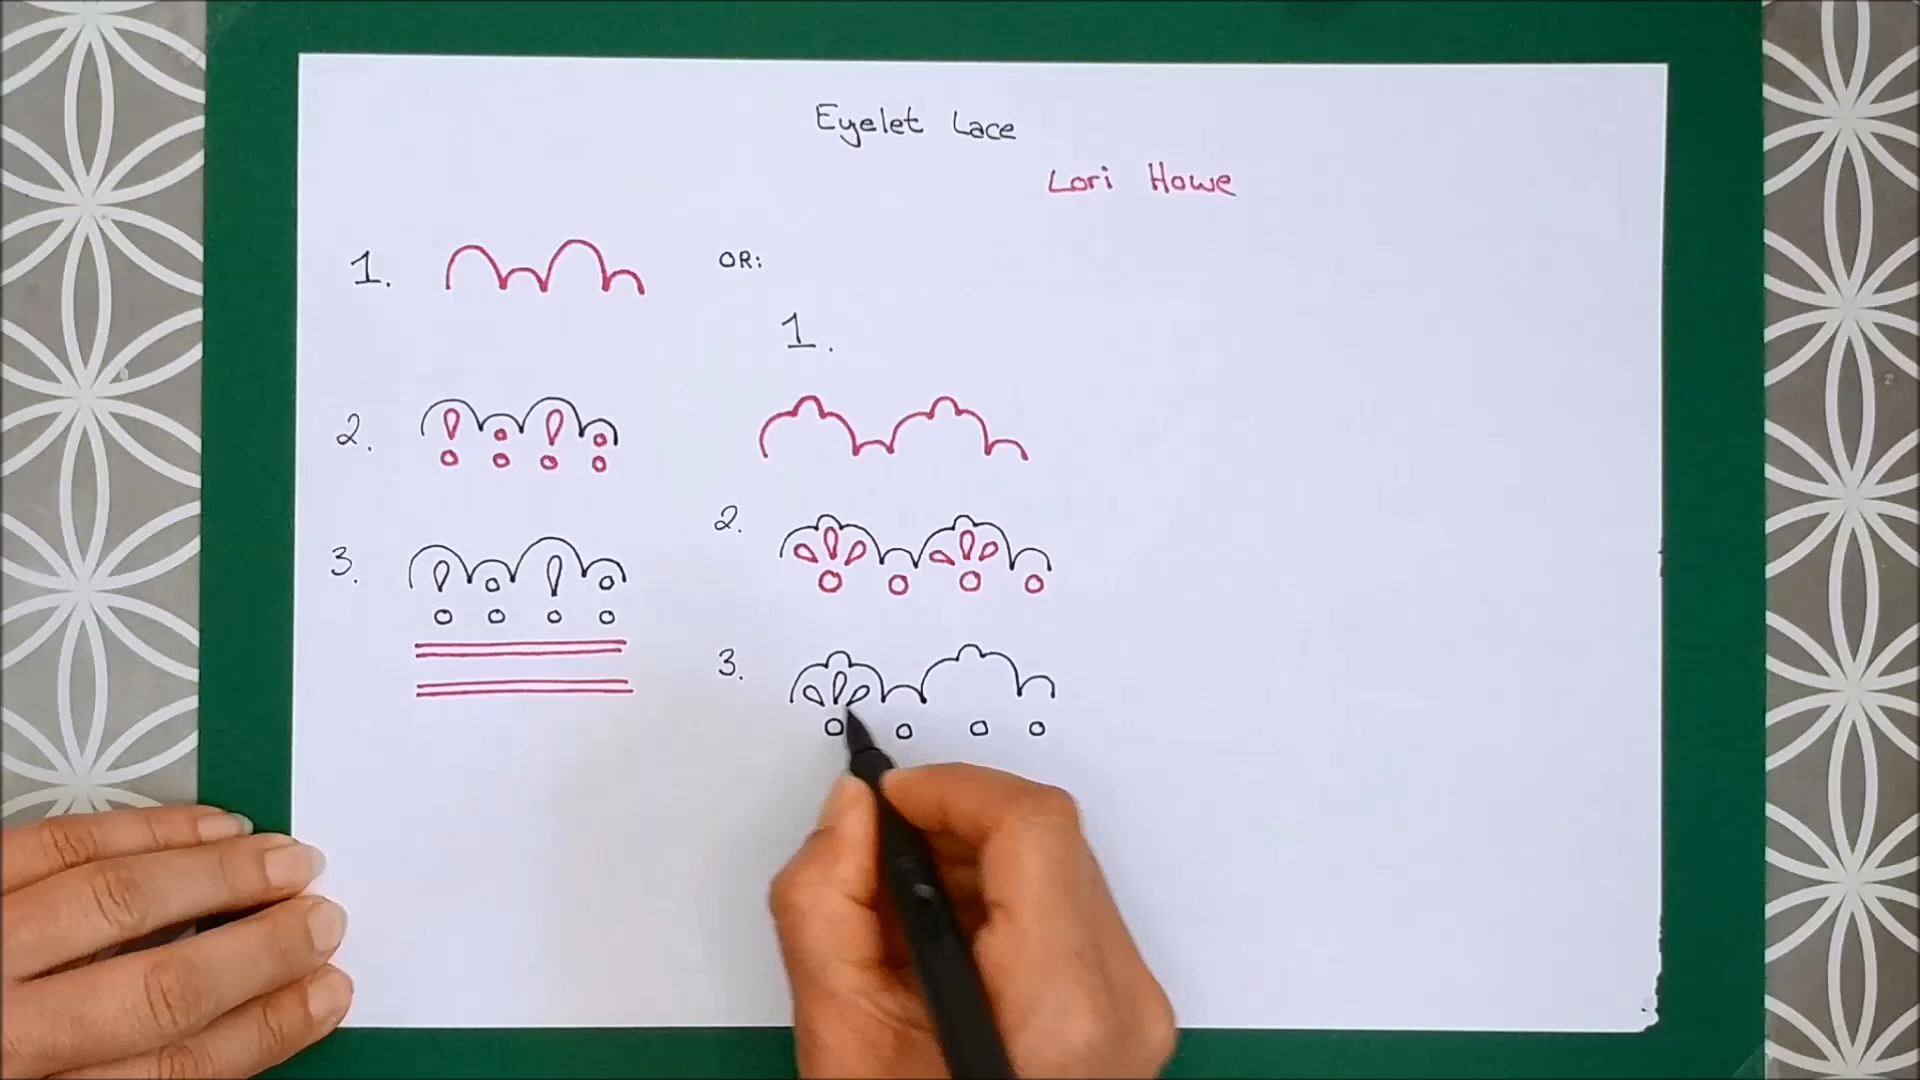 Eyelet Lace
Lori Howe
1.
2.
3.
OR:
1.
2.
3.